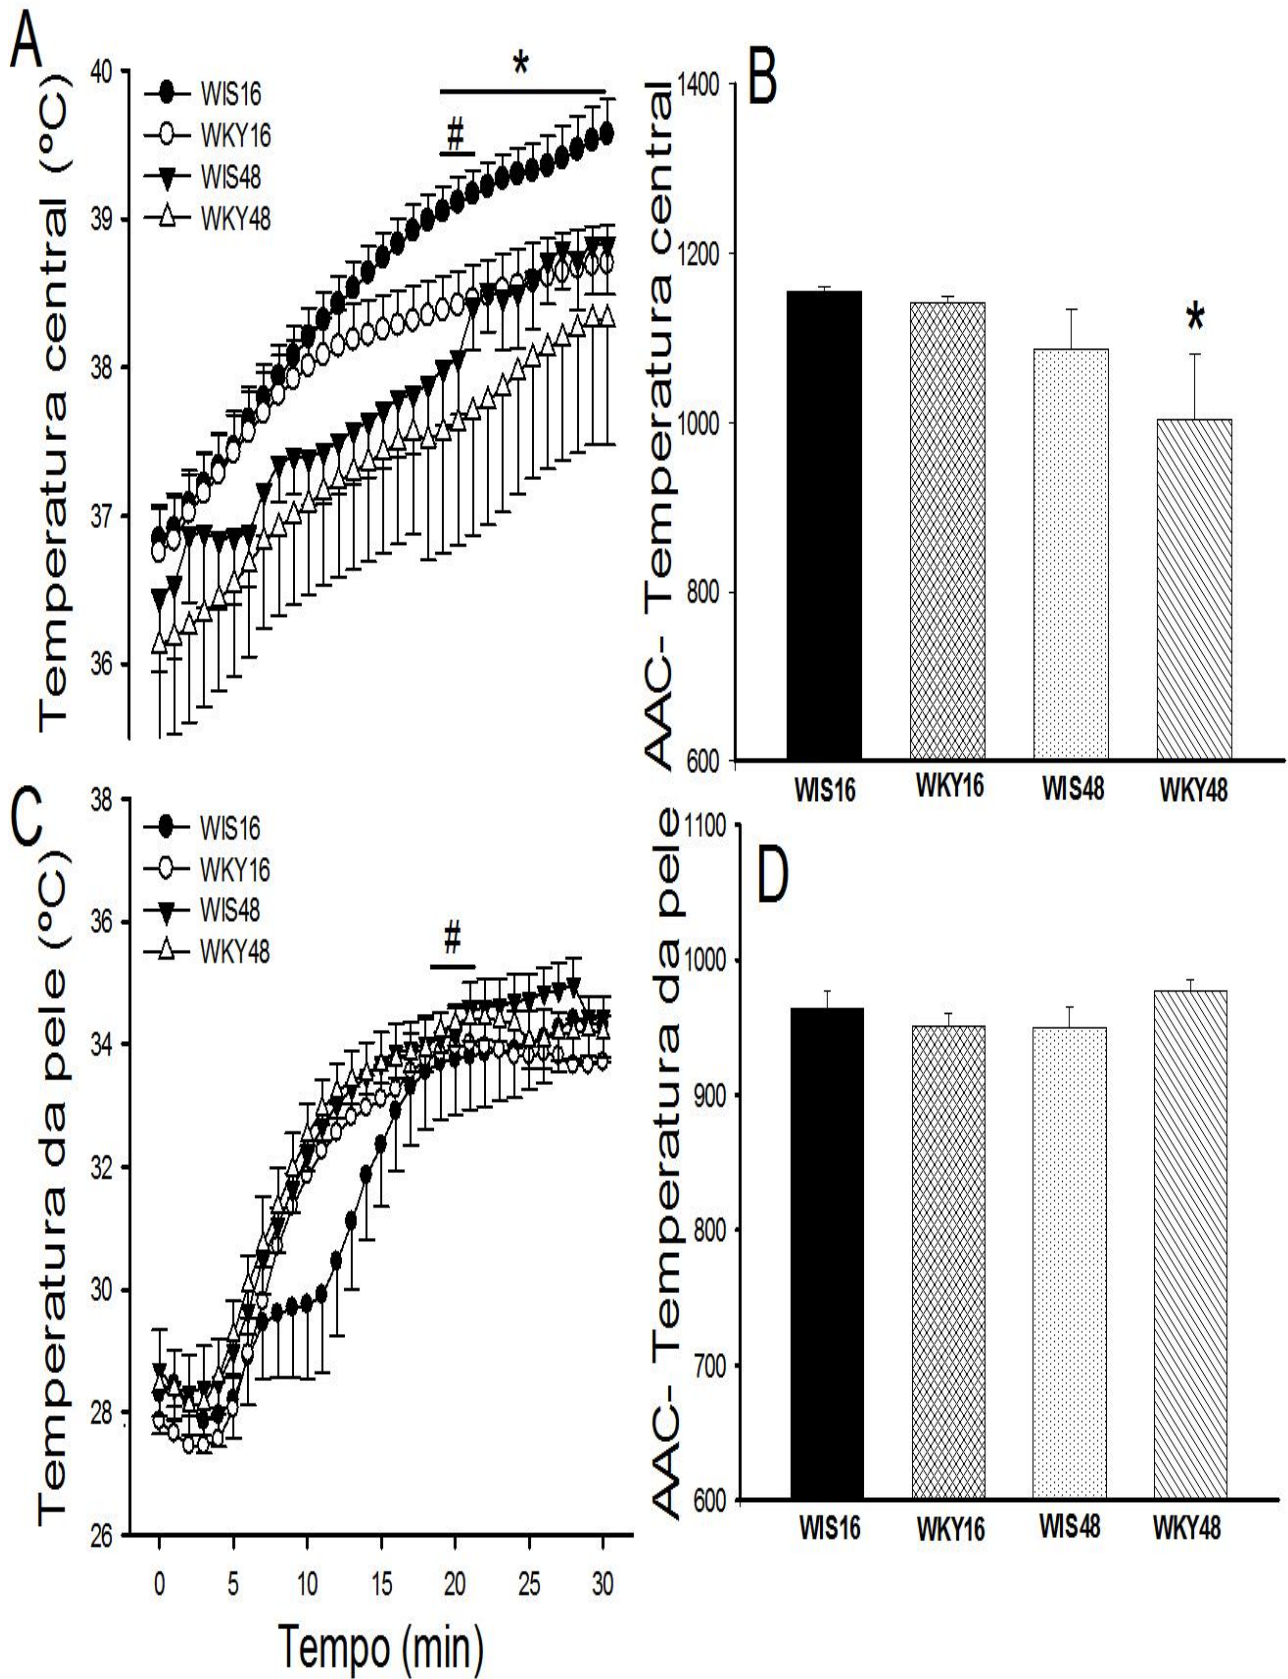 A
Temperatura central (ºC)
40
39
38
37
36
WIS16
WKY16
WIS48
WKY48
*
#
B
AAC- Temperatura central
1400
1200
1000
800
600
*
WIS16
WKY16
WIS48
WKY48
C
Temperatura da pele (ºC)
38
36
34
32
30
28
26
WIS16
WKY16
WIS48
WKY48
#
0 5 10 15 20 25 30
Tempo (min)
D
AAC- Temperatura da pele
1100
1000
900
800
700
600
WIS16
WKY16
WIS48
WKY48